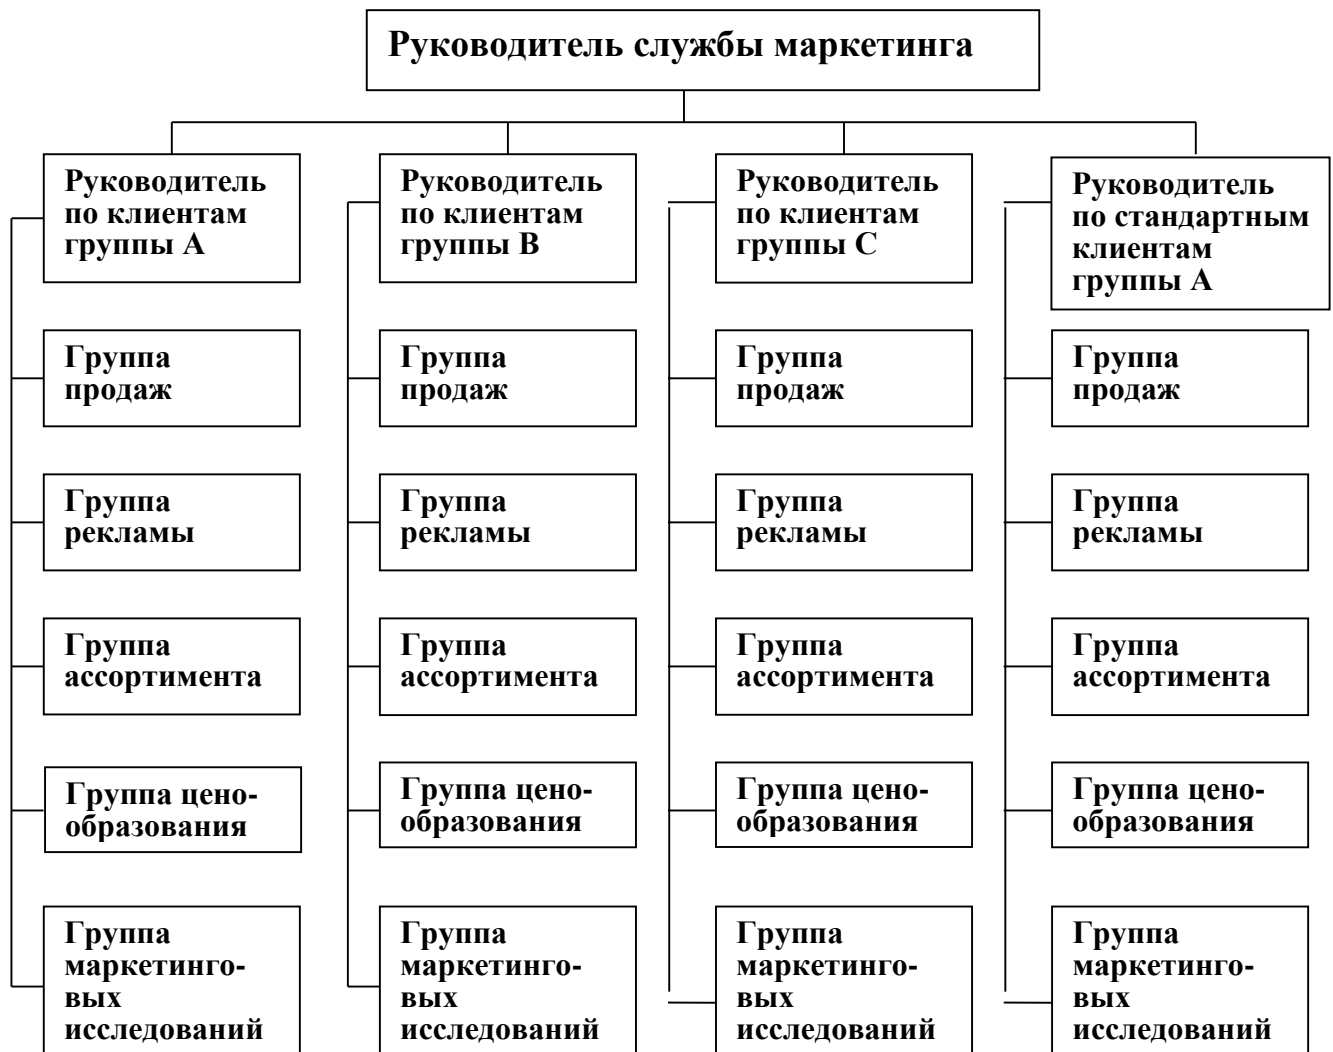 Руководитель службы маркетинга
Руководитель
по клиентам
группы А
Руководитель
по клиентам
группы В
Руководитель
по клиентам
группы С
Руководитель
по стандартным
клиентам
группы А
Группа
продаж
Группа
продаж
Группа
продаж
Группа
продаж
Группа
рекламы
Группа
рекламы
Группа
рекламы
Группа
рекламы
Группа
ассортимента
Группа
ассортимента
Группа
ассортимента
Группа
ассортимента
Группа цено-
образования
Группа цено-
образования
Группа цено-
образования
Группа цено-
образования
Группа
маркетинго-
вых
исследований
Группа
маркетинго-
вых
исследований
Группа
маркетинго-
вых
исследований
Группа
маркетинго-
вых
исследований